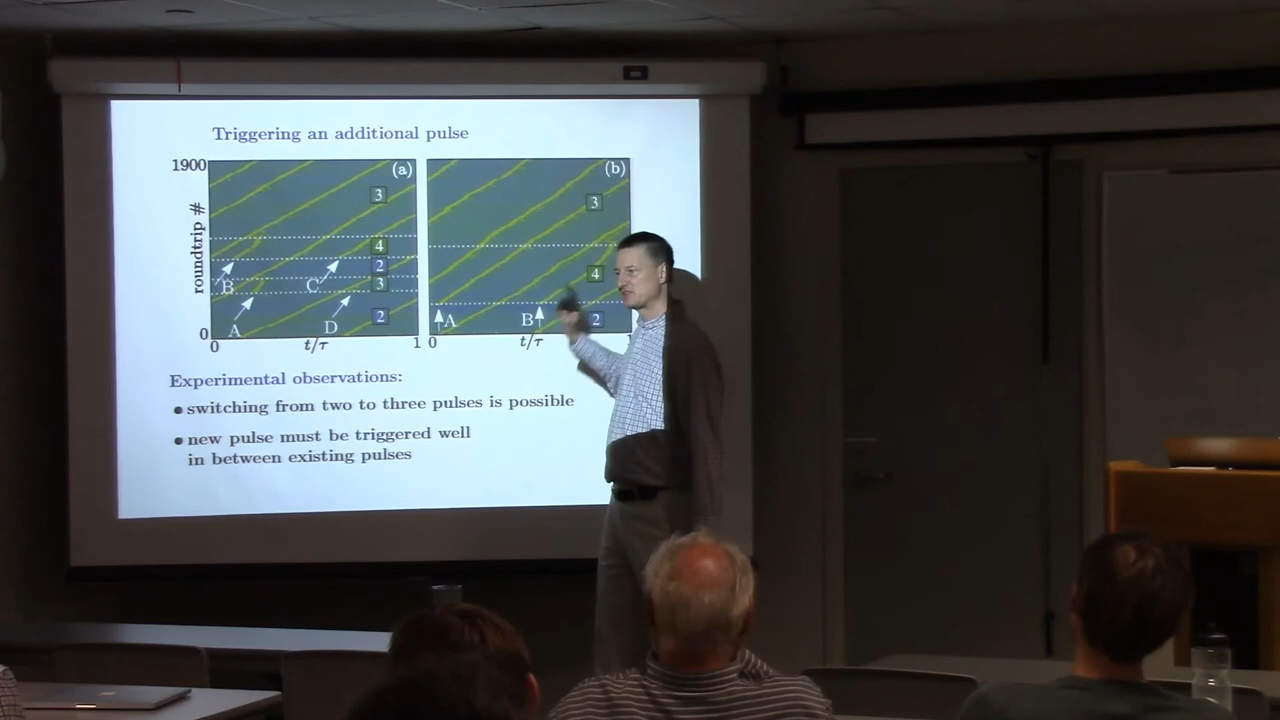 Triggering an additional pulse
1900
roundtrip #
0
(a)
3
4
2
3
2
B
C
A
D
0
t/τ
1
(b)
3
4
2
A
B
0
t/τ
1
Experimental observations:
• switching from two to three pulses is possible
• new pulse must be triggered well
in between existing pulses